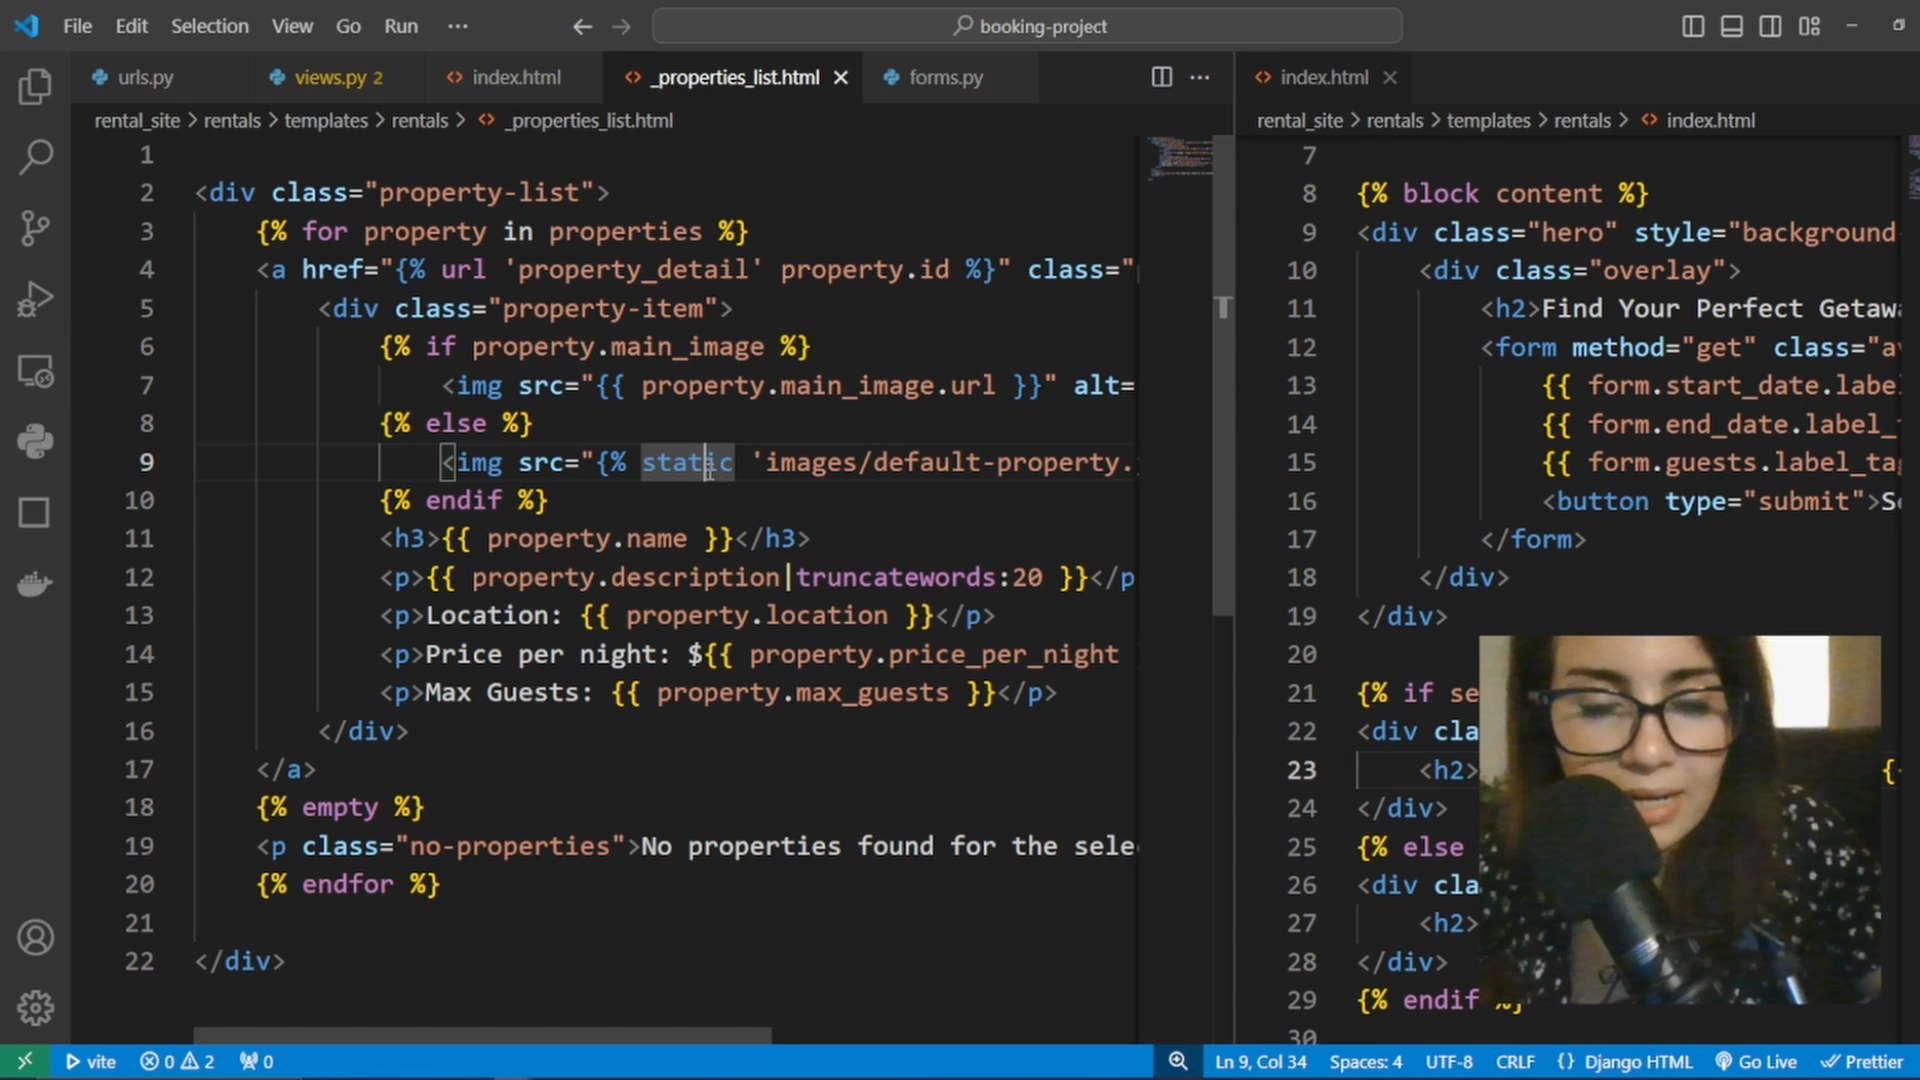 File Edit Selection View Go Run ···
booking-project
urls.py views.py 2 index.html _properties_list.html forms.py
index.html
rental_site > rentals > templates > rentals > _properties_list.html
rental_site > rentals > templates > rentals > index.html
1
2 <div class="property-list">
3 {% for property in properties %}
4 <a href="{% url 'property_detail' property.id %}" class="
5 <div class="property-item">
6 {% if property.main_image %}
7 <img src="{{ property.main_image.url }}" alt=
8 {% else %}
9 <img src="{% static 'images/default-property.
10 {% endif %}
11 <h3>{{ property.name }}</h3>
12 <p>{{ property.description|truncatewords:20 }}</p
13 <p>Location: {{ property.location }}</p>
14 <p>Price per night: ${{ property.price_per_night
15 <p>Max Guests: {{ property.max_guests }}</p>
16 </div>
17 </a>
18 {% empty %}
19 <p class="no-properties">No properties found for the sele
20 {% endfor %}
21
22 </div>
7
8 {% block content %}
9 <div class="hero" style="background
10 <div class="overlay">
11 <h2>Find Your Perfect Getaw
12 <form method="get" class="a
13 {{ form.start_date.labe
14 {{ form.end_date.label_
15 {{ form.guests.label_ta
16 <button type="submit">S
17 </form>
18 </div>
19 </div>
20
21 {% if se
22 <div cla
23 <h2> {
24 </div>
25 {% else
26 <div cla
27 <h2>
28 </div>
29 {% endif %}
30
vite 0 2 0
Ln 9, Col 34 Spaces: 4 UTF-8 CRLF {} Django HTML Go Live Prettier